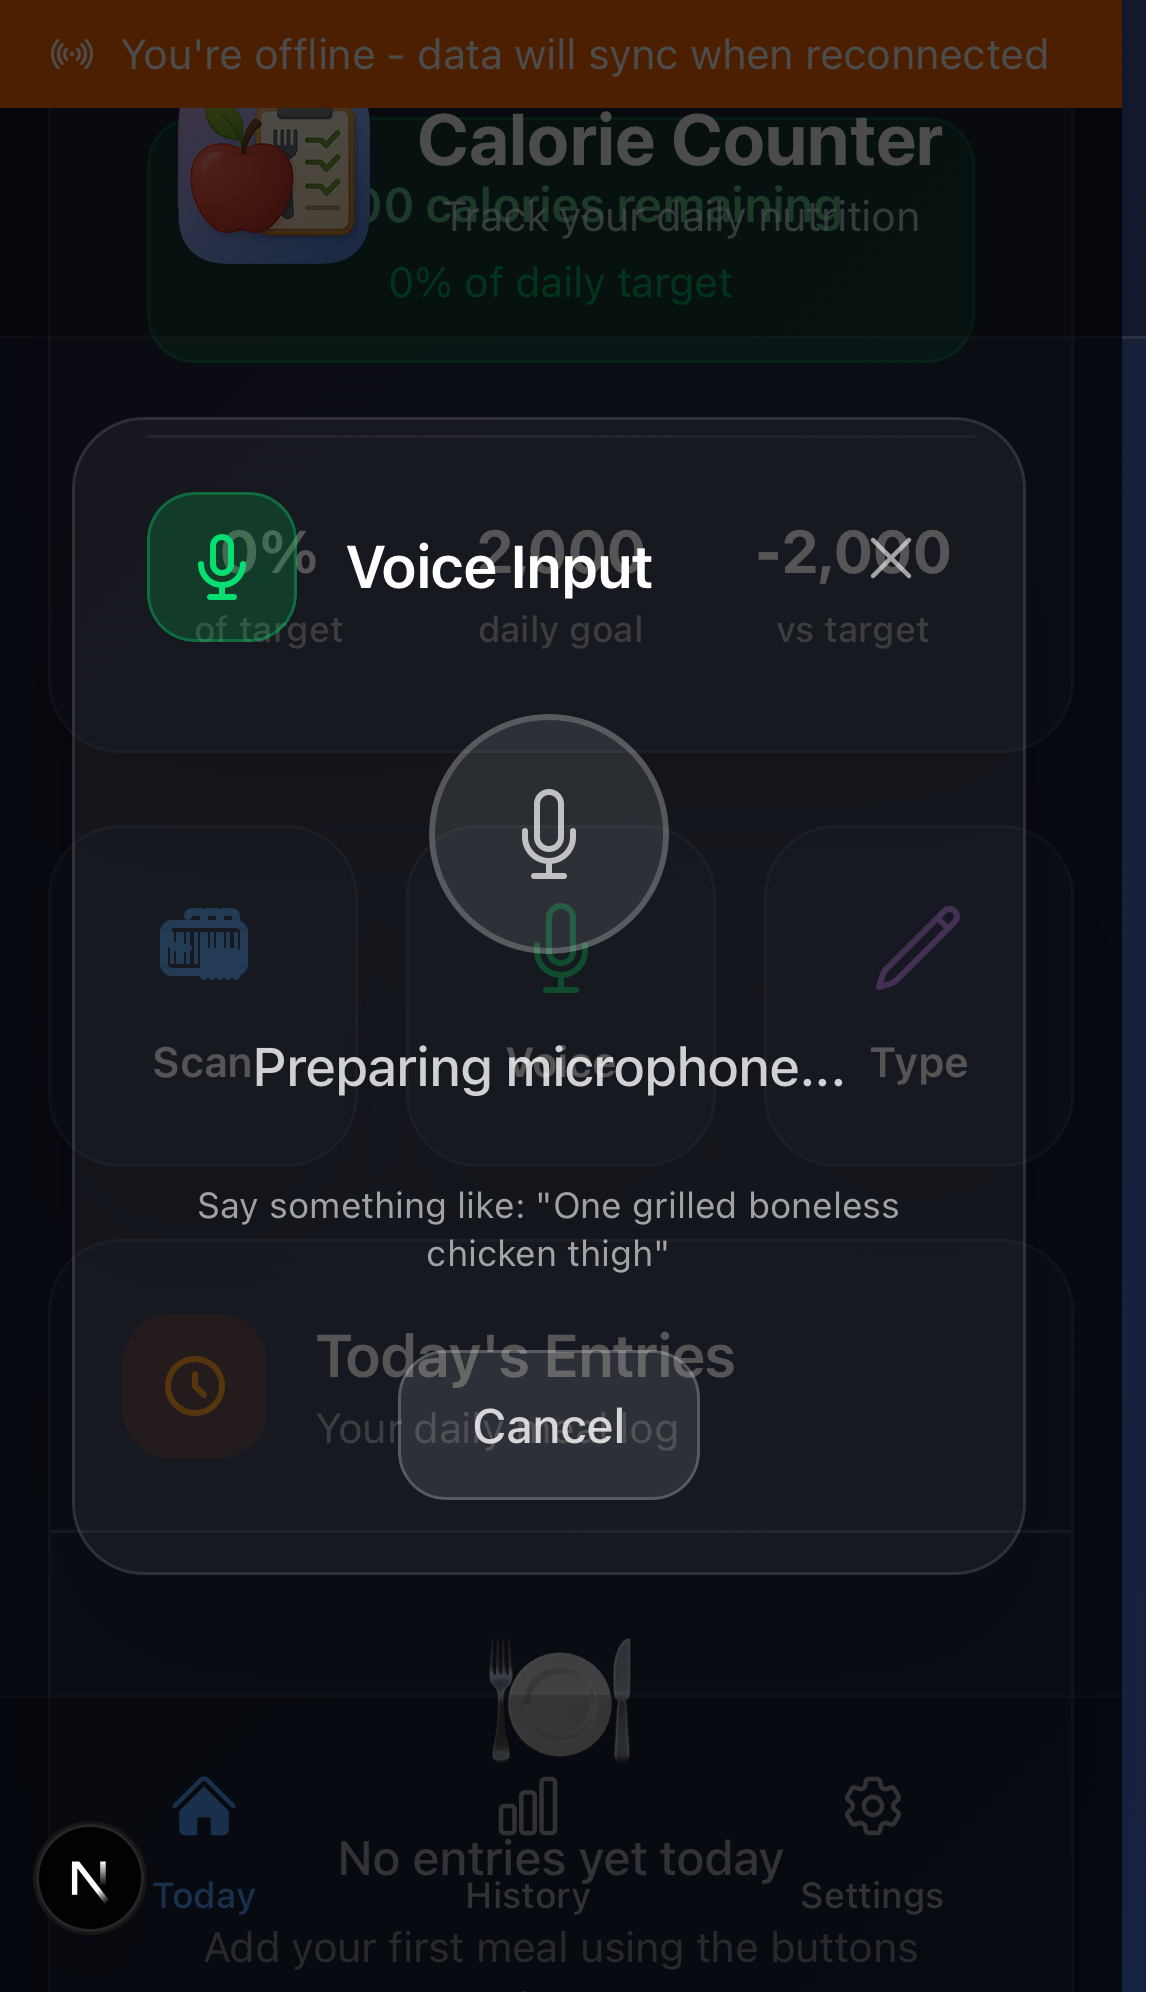 You're offline - data will sync when reconnected
Calorie Counter
00 calories remaining
Track your daily nutrition
0% of daily target
Voice Input
0%
2,000
-2,000
of target
daily goal
vs target
Scan
Voice
Type
Preparing microphone...
Say something like: "One grilled boneless
chicken thigh"
Today's Entries
Your daily meal log
Cancel
No entries yet today
Today
History
Settings
Add your first meal using the buttons